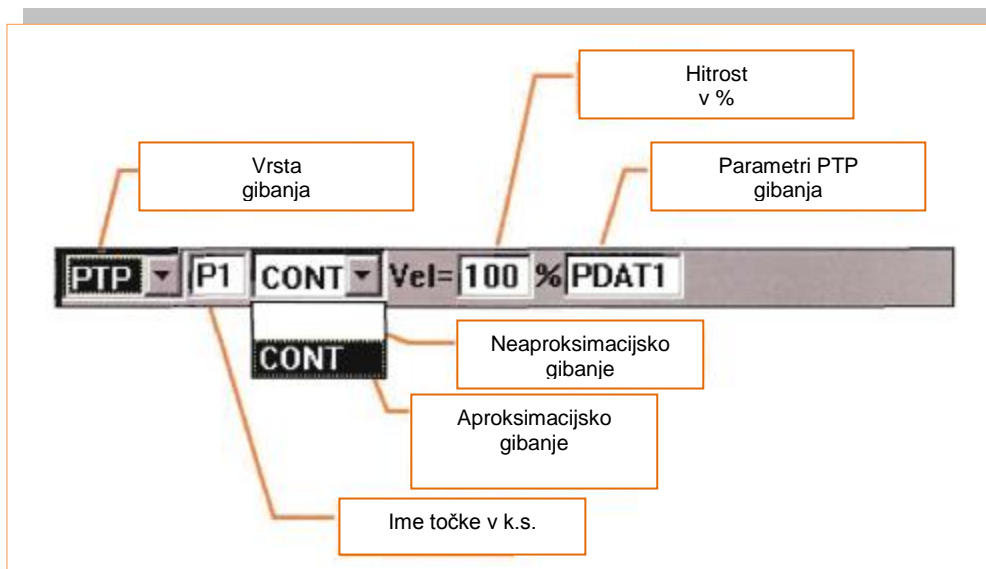 Hitrost
v %
Vrsta
gibanja
Parametri PTP
gibanja
PTP P1 CONT Vel= 100 % PDAT1
CONT
Neaproksimacijsko
gibanje
Aproksimacijsko
gibanje
Ime točke v k.s.